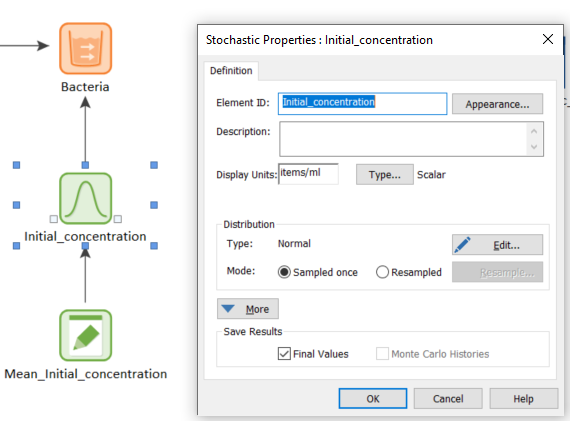 Bacteria
Initial_concentration
Mean_Initial_concentration
Stochastic Properties : Initial_concentration
Definition
Element ID: Initial_concentration Appearance...
Description:
Display Units: items/ml Type... Scalar
Distribution
Type: Normal Edit...
Mode: Sampled once Resampled Resample...
More
Save Results
Final Values Monte Carlo Histories
OK Cancel Help